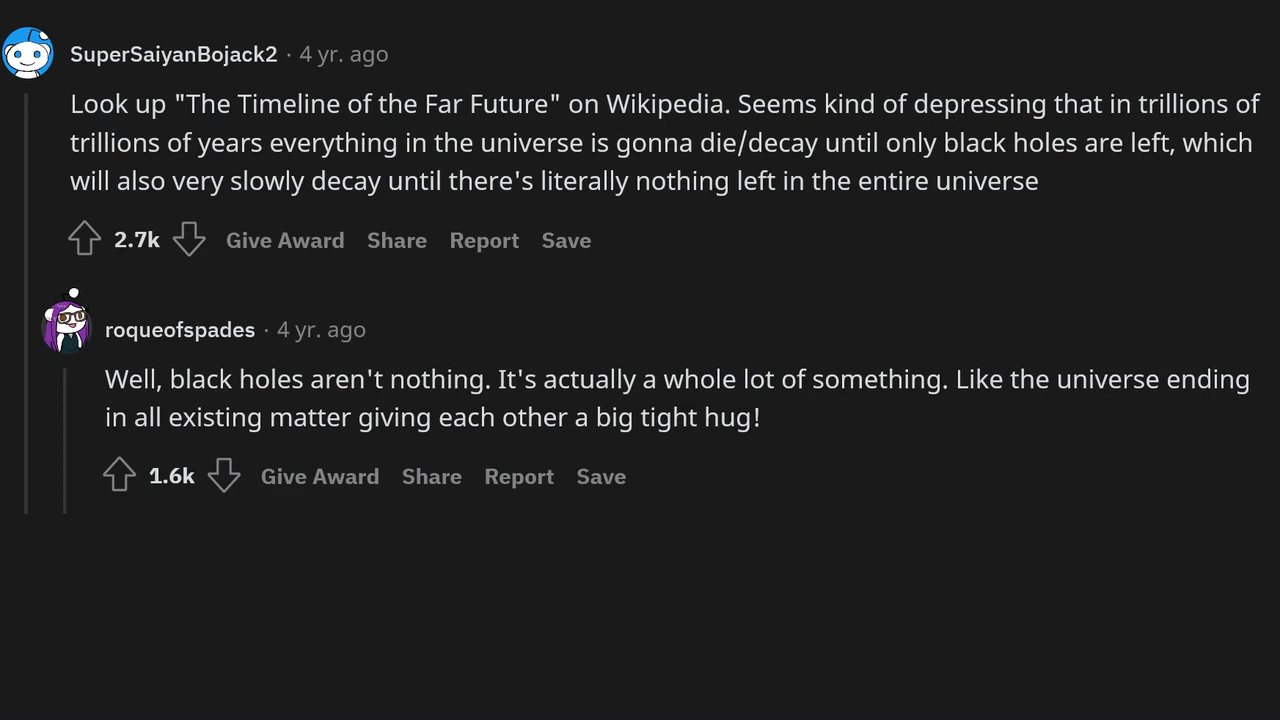 SuperSaiyanBojack2 · 4 yr. ago
Look up "The Timeline of the Far Future" on Wikipedia. Seems kind of depressing that in trillions of
trillions of years everything in the universe is gonna die/decay until only black holes are left, which
will also very slowly decay until there's literally nothing left in the entire universe
2.7k Give Award Share Report Save
roqueofspades · 4 yr. ago
Well, black holes aren't nothing. It's actually a whole lot of something. Like the universe ending
in all existing matter giving each other a big tight hug!
1.6k Give Award Share Report Save